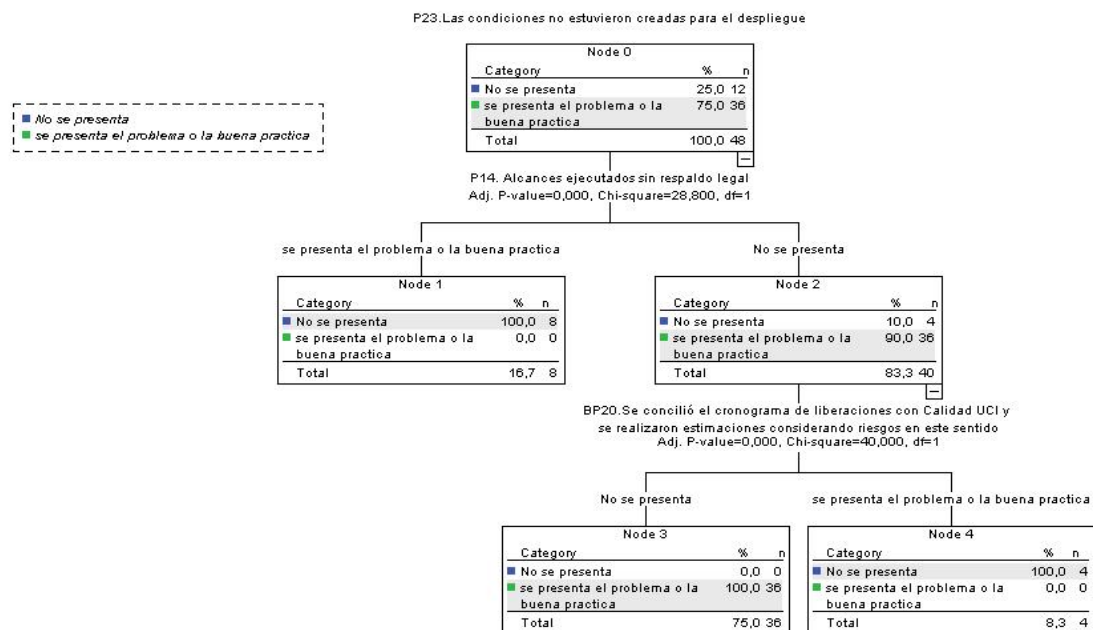 P23.Las condiciones no estuvieron creadas para el despliegue
Node 0
Category % n
No se presenta 25,0 12
se presenta el problema o la 75,0 36
buena practica
Total 100,0 48
No se presenta
se presenta el problema o la buena practica
P14. Alcances ejecutados sin respaldo legal
Adj. P-value=0,000, Chi-square=28,800, df=1
se presenta el problema o la buena practica
No se presenta
Node 1
Category % n
No se presenta 100,0 8
se presenta el problema o la 0,0 0
buena practica
Total 16,7 8
Node 2
Category % n
No se presenta 10,0 4
se presenta el problema o la 90,0 36
buena practica
Total 83,3 40
BP20.Se concilió el cronograma de liberaciones con Calidad UCI y
se realizaron estimaciones considerando riesgos en este sentido
Adj. P-value=0,000, Chi-square=40,000, df=1
No se presenta
se presenta el problema o la buena practica
Node 3
Category % n
No se presenta 0,0 0
se presenta el problema o la 100,0 36
buena practica
Total 75,0 36
Node 4
Category % n
No se presenta 100,0 4
se presenta el problema o la 0,0 0
buena practica
Total 8,3 4